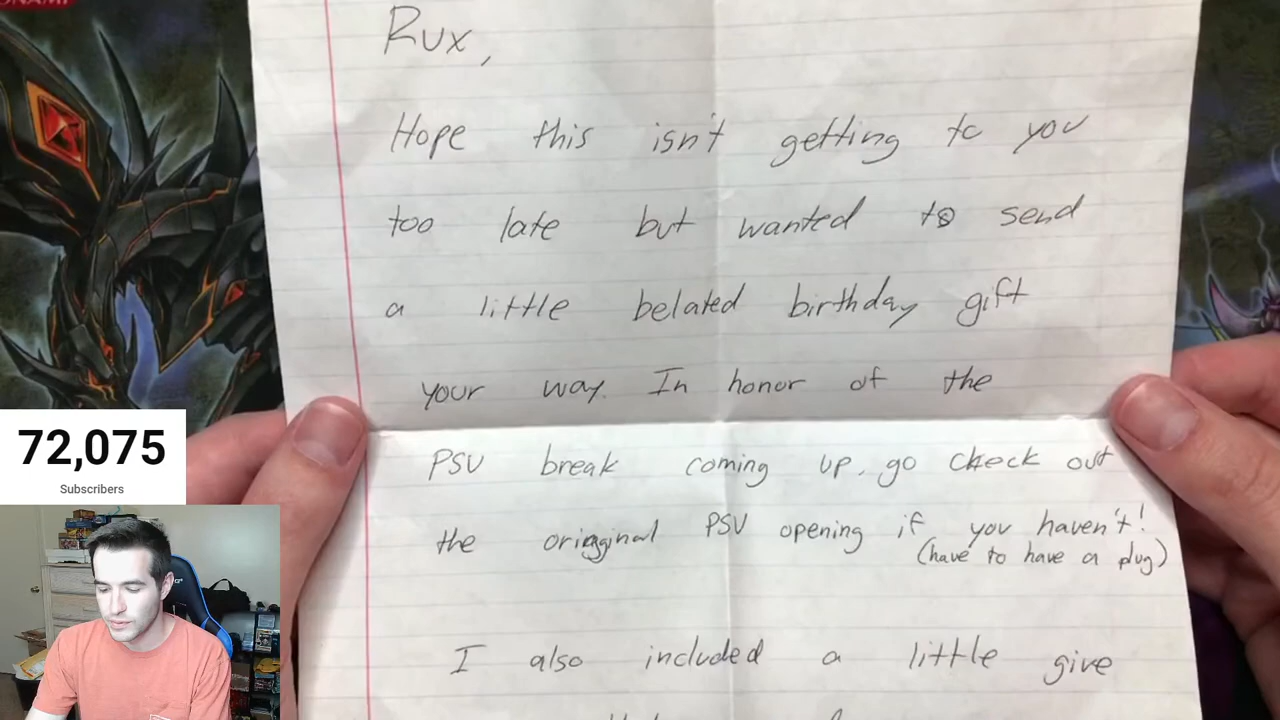 KONAMI
Rux,
Hope this isn't getting to you
too late but wanted to send
a little belated birthday gift
your way. In honor of the
PSV break coming up, go check out
the original PSV opening if you haven't!
(have to have a plug)
I also included a little give
72,075
Subscribers